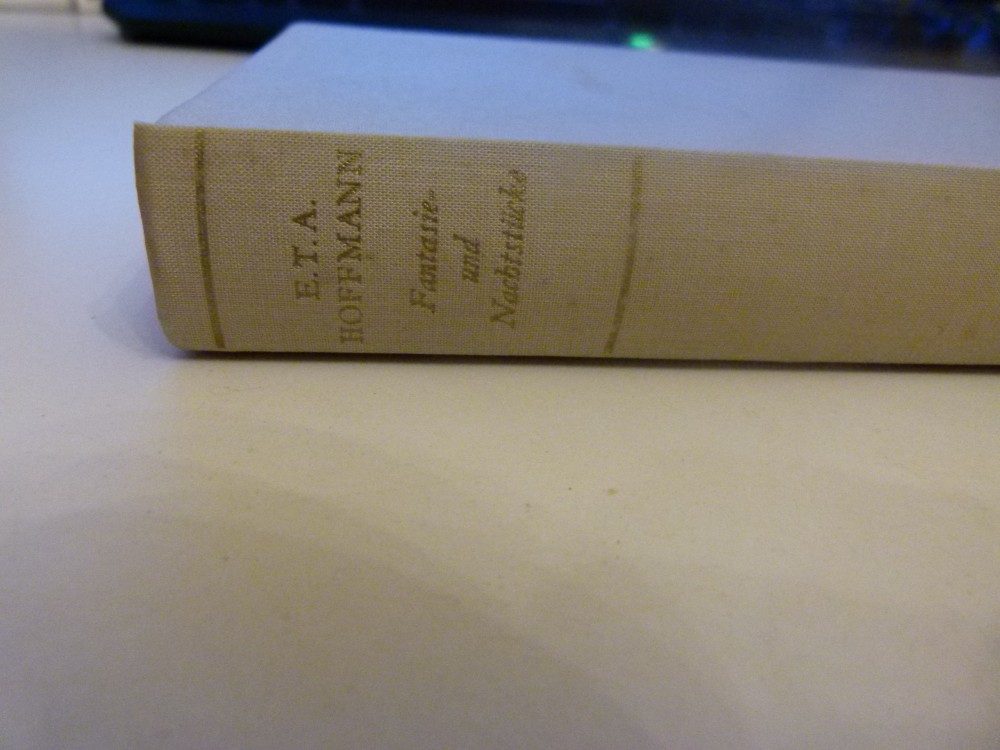 E.T.A.
HOFFMANN
Fantasie-
und
Nachtstücke